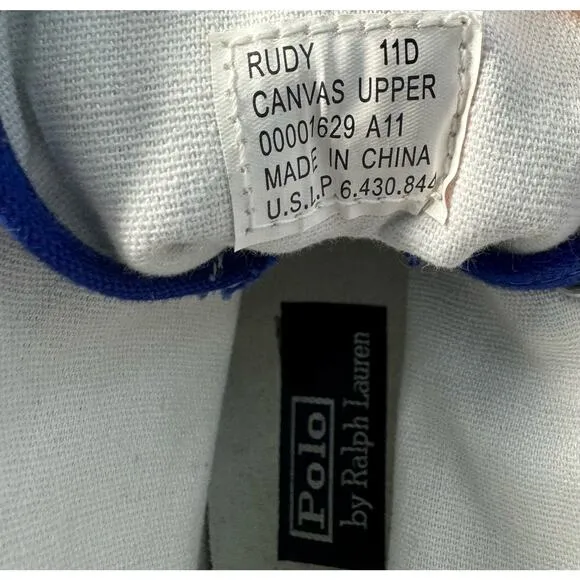 RUDY 11D
CANVAS UPPER
00001629 A11
MADE IN CHINA
U.S.I.P 6.430.844
Polo
by Ralph Lauren